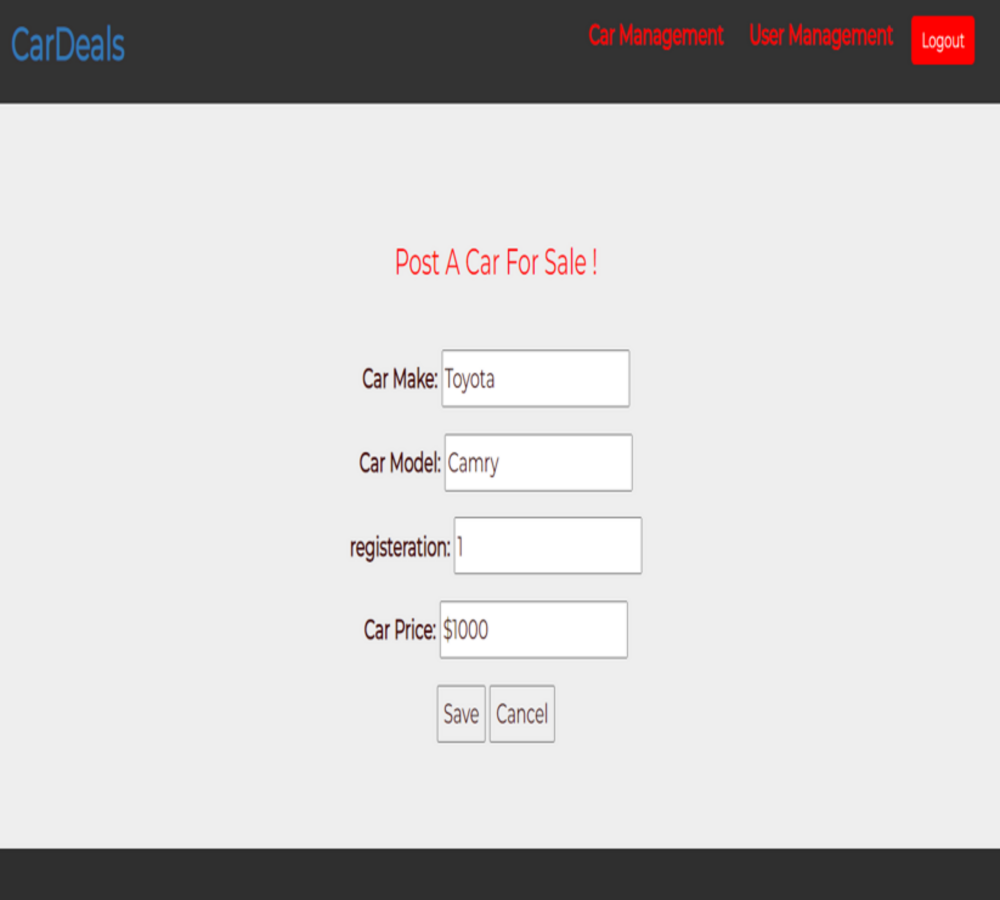 CarDeals
Car Management User Management Logout
Post A Car For Sale !
Car Make: Toyota
Car Model: Camry
registeration: 1
Car Price: $1000
Save Cancel